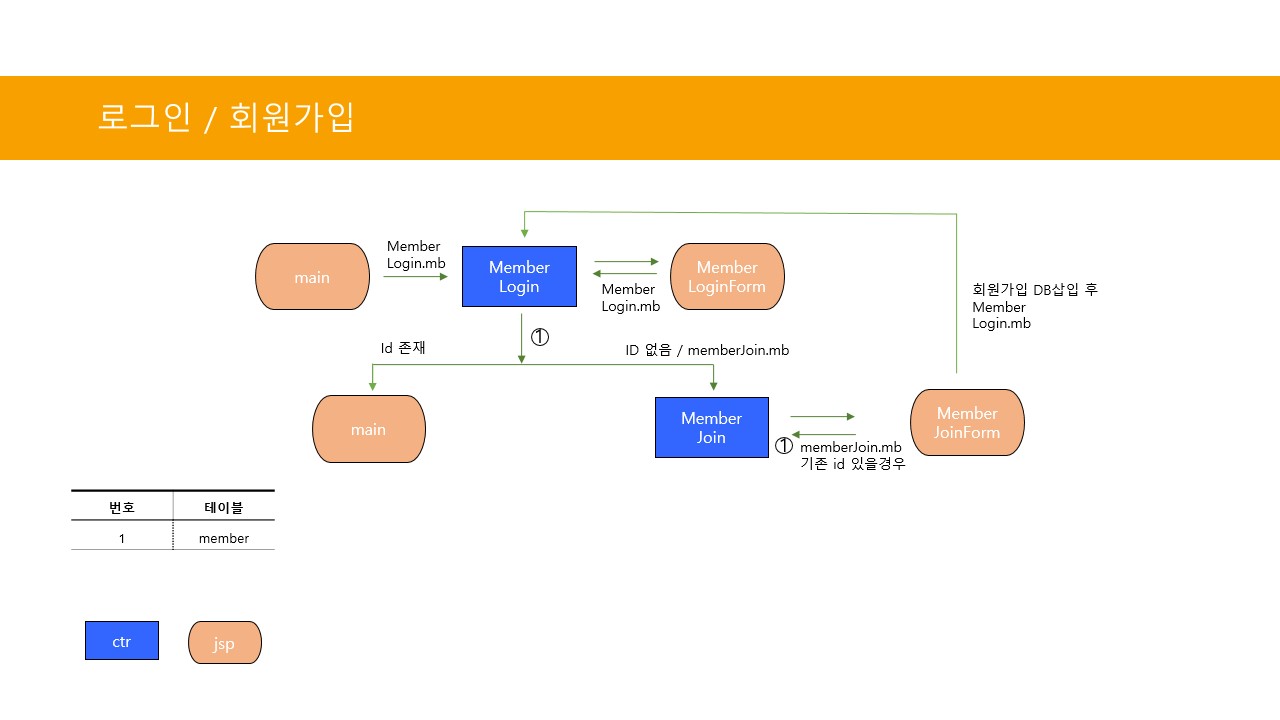 로그인 / 회원가입
main
Member
Login.mb
Member
Login
Member
Login.mb
Member
LoginForm
회원가입 DB삽입 후
Member
Login.mb
①
Id 존재
ID 없음 / memberJoin.mb
main
Member
Join
①
memberJoin.mb
기존 id 있을경우
Member
JoinForm
번호 테이블
1 member
ctr
jsp